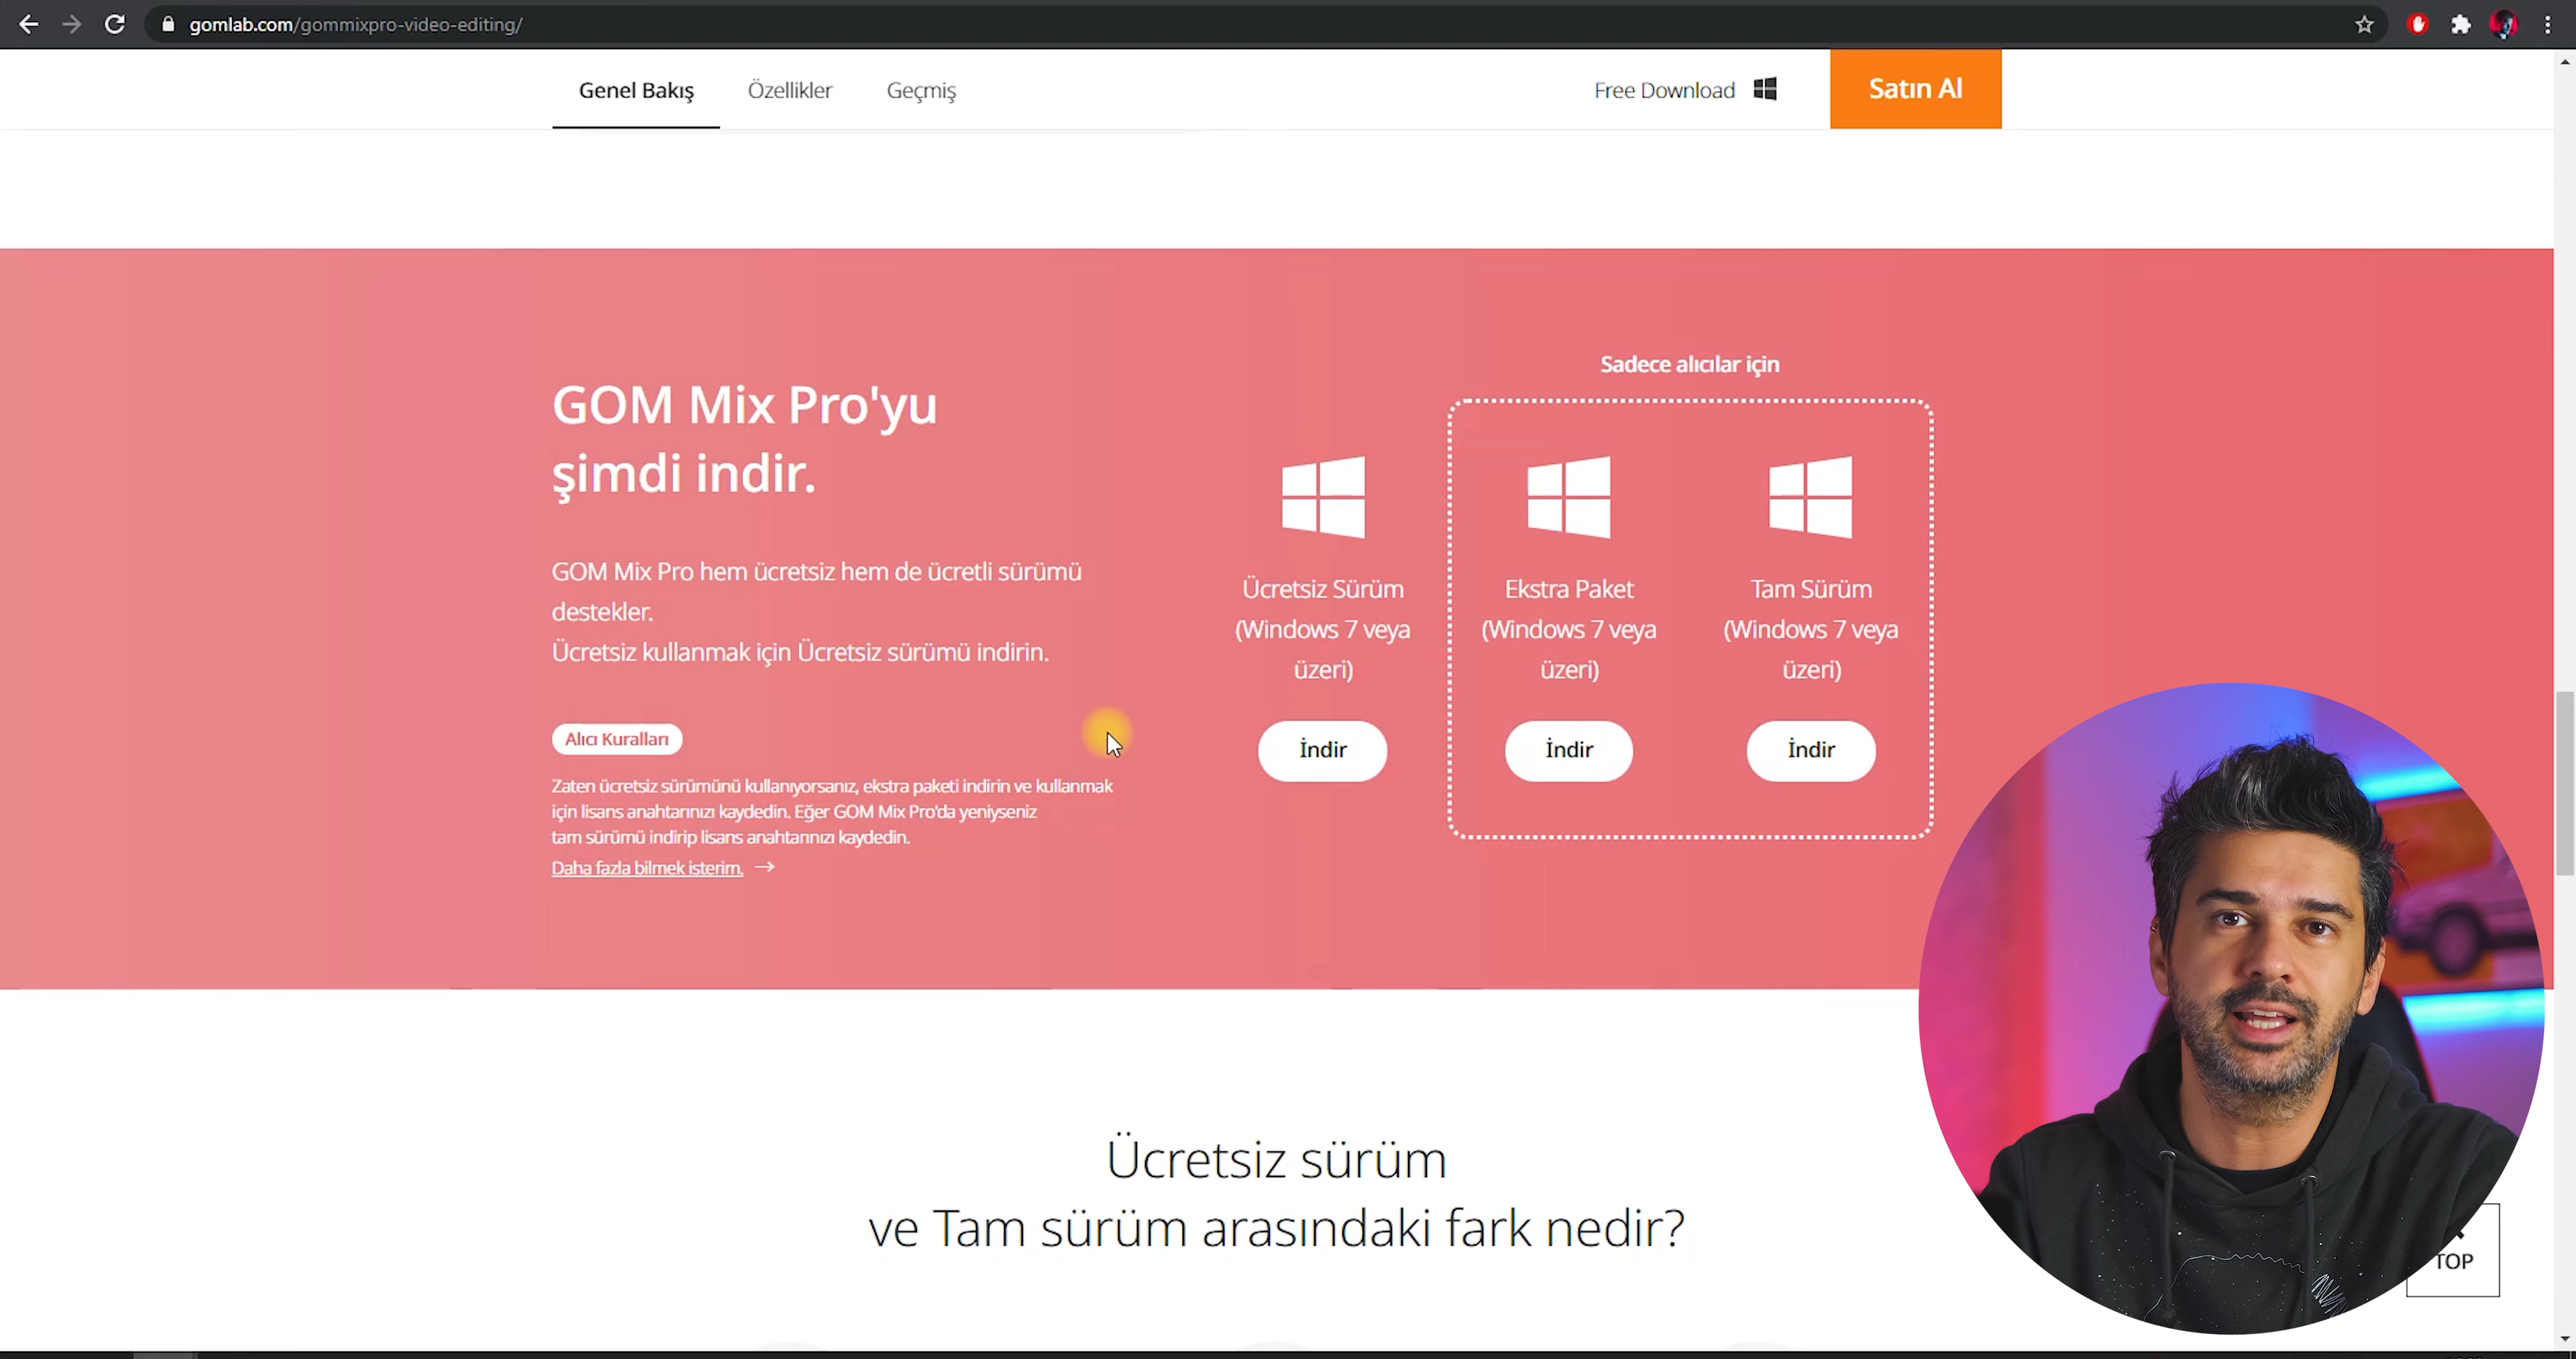 gomlab.com/gommixpro-video-editing/
Genel Bakış
Özellikler
Geçmiş
Free Download
Satın Al
GOM Mix Pro'yu
şimdi indir.
GOM Mix Pro hem ücretsiz hem de ücretli sürümü
destekler.
Ücretsiz kullanmak için Ücretsiz sürümü indirin.
Alıcı Kuralları
Zaten ücretsiz sürümünü kullanıyorsanız, ekstra paketi indirin ve kullanmak
için lisans anahtarınızı kaydedin. Eğer GOM Mix Pro'da yeniyseniz
tam sürümü indirip lisans anahtarınızı kaydedin.
Daha fazla bilmek isterim.
Ücretsiz Sürüm
(Windows 7 veya
üzeri)
İndir
Sadece alıcılar için
Ekstra Paket
(Windows 7 veya
üzeri)
İndir
Tam Sürüm
(Windows 7 veya
üzeri)
İndir
Ücretsiz sürüm
ve Tam sürüm arasındaki fark nedir?
TOP